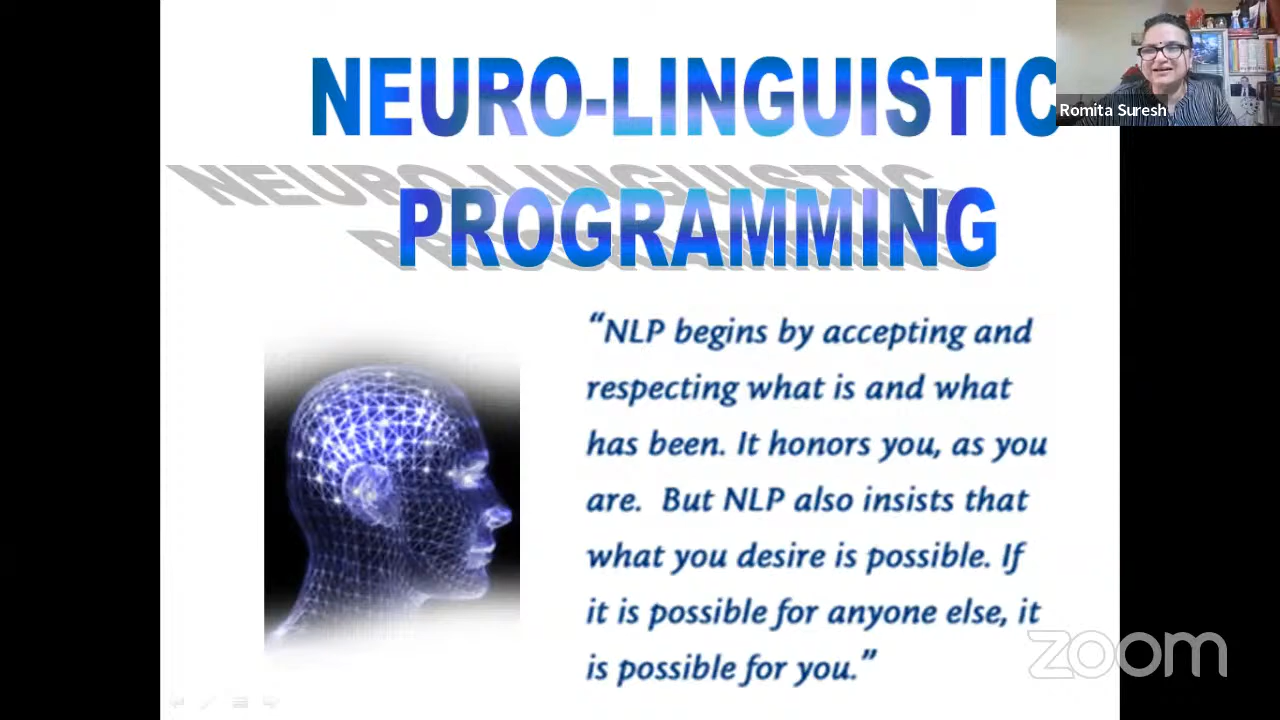 NEURO-LINGUISTIC
PROGRAMMING
Romita Suresh
“NLP begins by accepting and
respecting what is and what
has been. It honors you, as you
are. But NLP also insists that
what you desire is possible. If
it is possible for anyone else, it
is possible for you.”
zoom